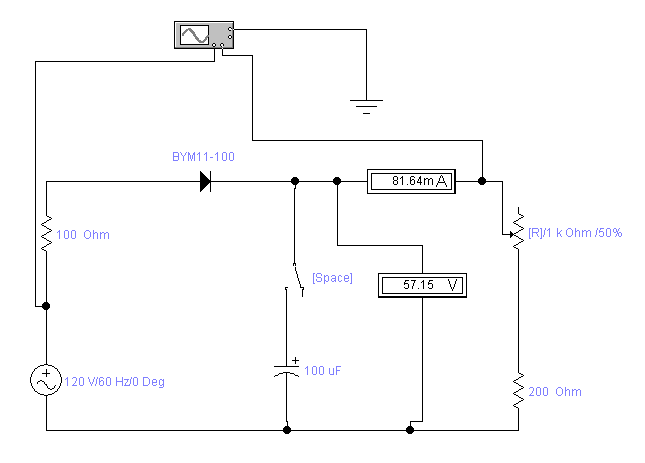 BYM11-100
81.64m A
100 Ohm
[R]/1 k Ohm /50%
[Space]
57.15 V
100 uF
120 V/60 Hz/0 Deg
200 Ohm